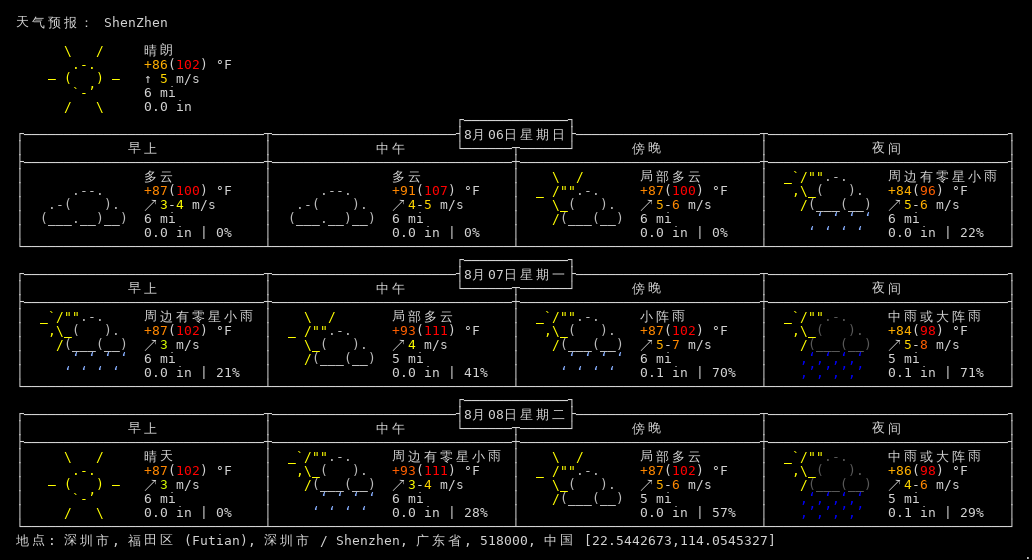 天气预报： ShenZhen
晴朗
+86(102) °F
↑ 5 m/s
6 mi
0.0 in
8月06日星期日
早上 中午 傍晚 夜间
多云 多云 局部多云 周边有零星小雨
+87(100) °F +91(107) °F +87(100) °F +84(96) °F
↗3-4 m/s ↗4-5 m/s ↗5-6 m/s ↗5-6 m/s
6 mi 6 mi 6 mi 6 mi
0.0 in | 0% 0.0 in | 0% 0.0 in | 0% 0.0 in | 22%
8月07日星期一
早上 中午 傍晚 夜间
周边有零星小雨 局部多云 小阵雨 中雨或大阵雨
+87(102) °F +93(111) °F +87(102) °F +84(98) °F
↗3 m/s ↗4 m/s ↗5-7 m/s ↗5-8 m/s
6 mi 5 mi 6 mi 5 mi
0.0 in | 21% 0.0 in | 41% 0.1 in | 70% 0.1 in | 71%
8月08日星期二
早上 中午 傍晚 夜间
晴天 周边有零星小雨 局部多云 中雨或大阵雨
+87(102) °F +93(111) °F +87(102) °F +86(98) °F
↗3 m/s ↗3-4 m/s ↗5-6 m/s ↗4-6 m/s
6 mi 6 mi 5 mi 5 mi
0.0 in | 0% 0.0 in | 28% 0.0 in | 57% 0.1 in | 29%
地点: 深圳市, 福田区 (Futian), 深圳市 / Shenzhen, 广东省, 518000, 中国 [22.5442673,114.0545327]